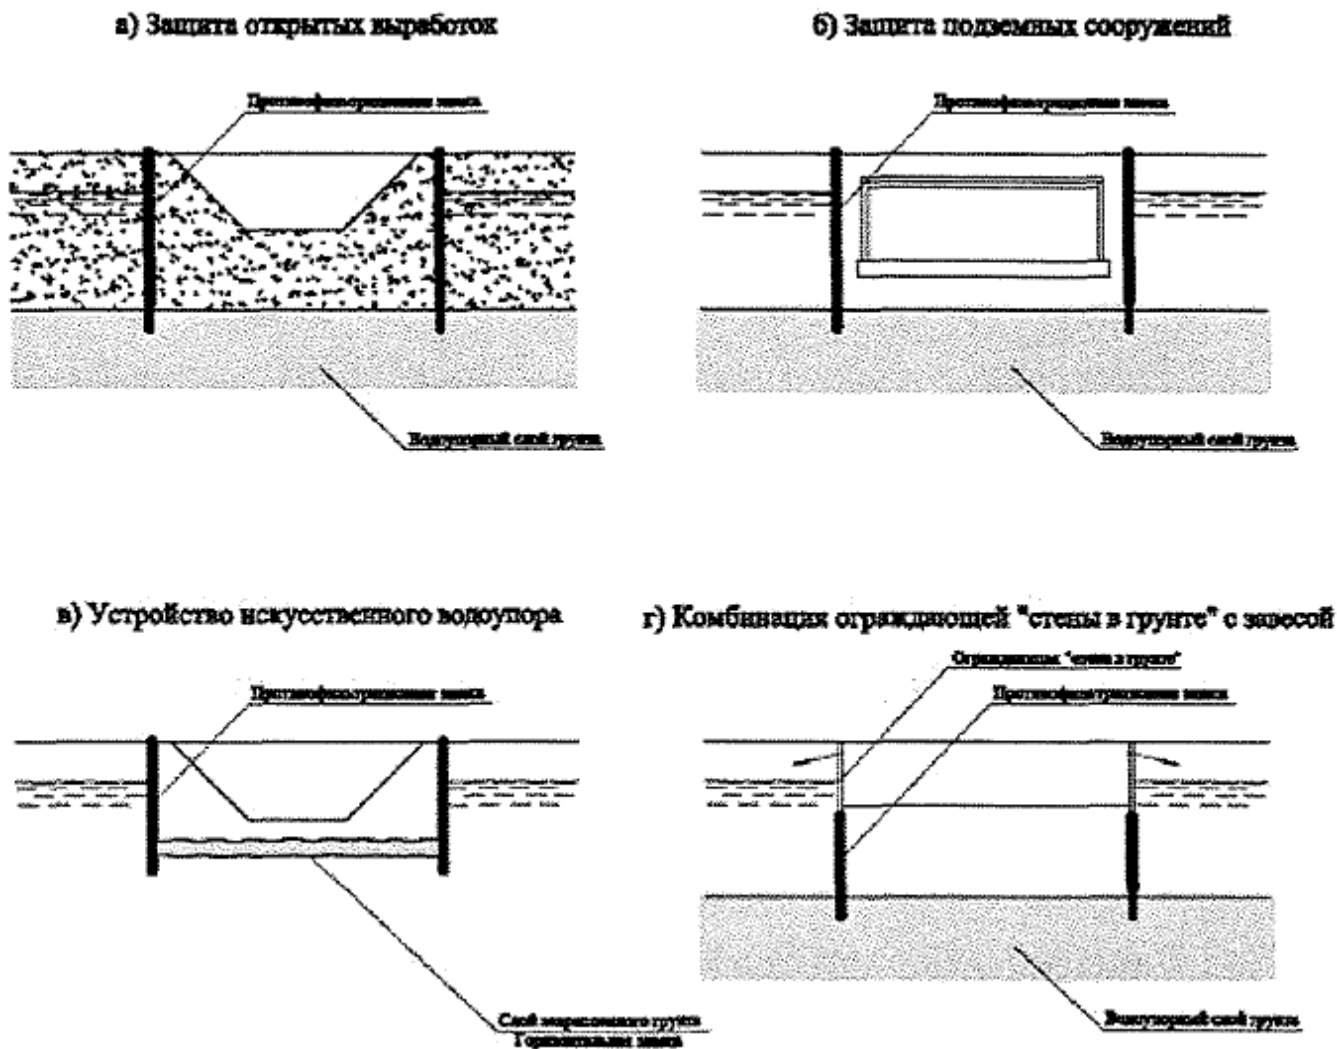 а) Защита открытых выработок
б) Защита подземных сооружений
Противофильтрационная завеса
Противофильтрационная завеса
Водоупорный слой грунта
Водоупорный слой грунта
в) Устройство искусственного водоупора
г) Комбинация ограждающей "стены в грунте" с завесой
Ограждающая "стена в грунте"
Противофильтрационная завеса
Противофильтрационная завеса
Слой закрепленного грунта
Горизонтальная завеса
Водоупорный слой грунта